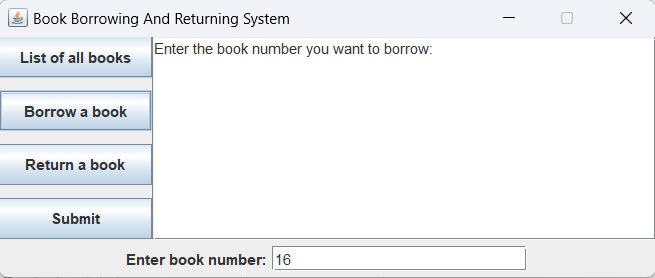 Book Borrowing And Returning System
List of all books
Borrow a book
Return a book
Submit
Enter the book number you want to borrow:
Enter book number: 16